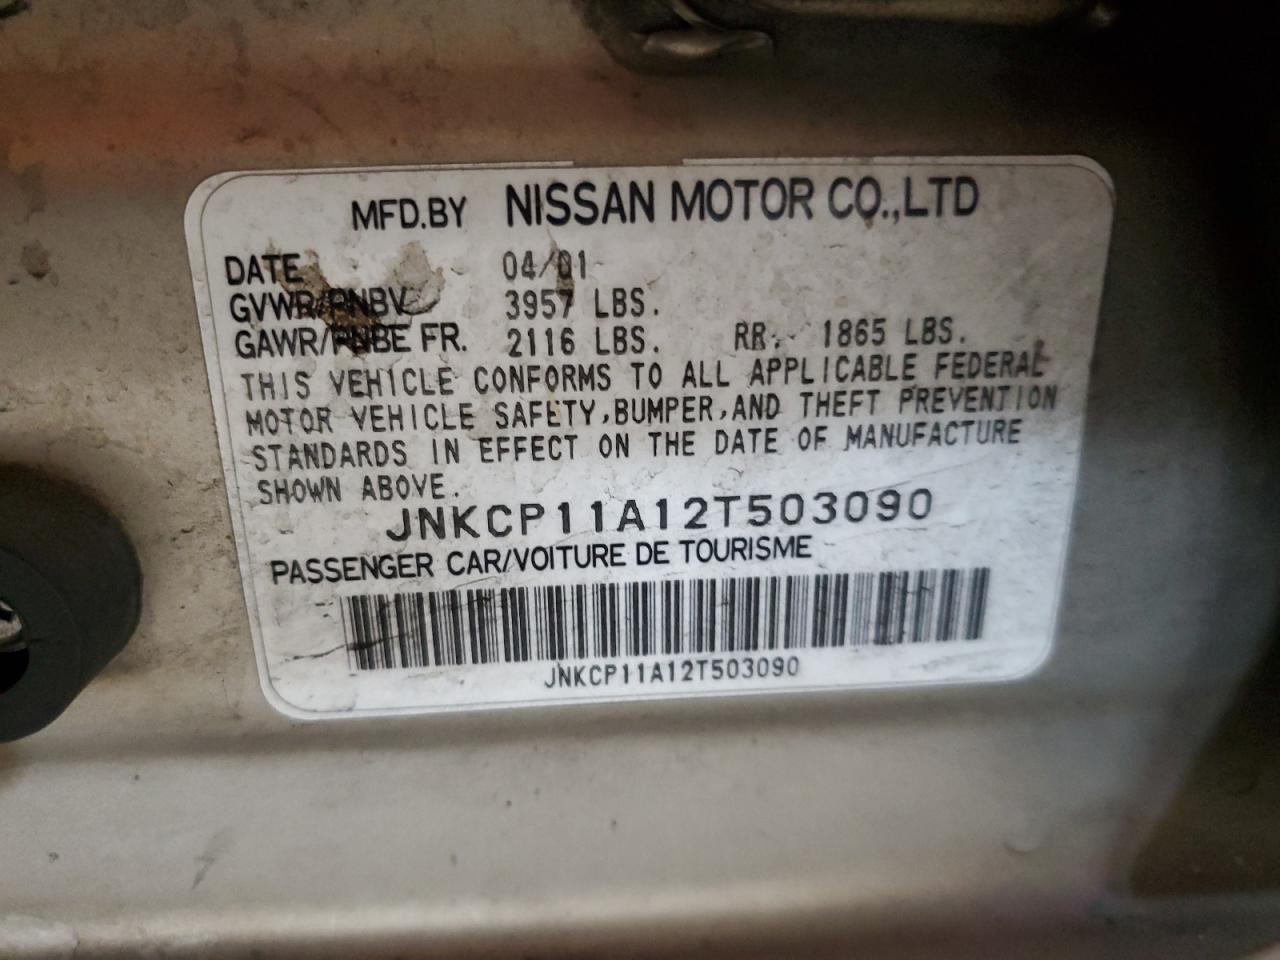 MFD.BY NISSAN MOTOR CO.,LTD
DATE 04/01
GVWR/PNBV 3957 LBS.
GAWR/PNBE FR. 2116 LBS. RR. 1865 LBS.
THIS VEHICLE CONFORMS TO ALL APPLICABLE FEDERAL
MOTOR VEHICLE SAFETY,BUMPER,AND THEFT PREVENTION
STANDARDS IN EFFECT ON THE DATE OF MANUFACTURE
SHOWN ABOVE.
JNKCP11A12T503090
PASSENGER CAR/VOITURE DE TOURISME
JNKCP11A12T503090